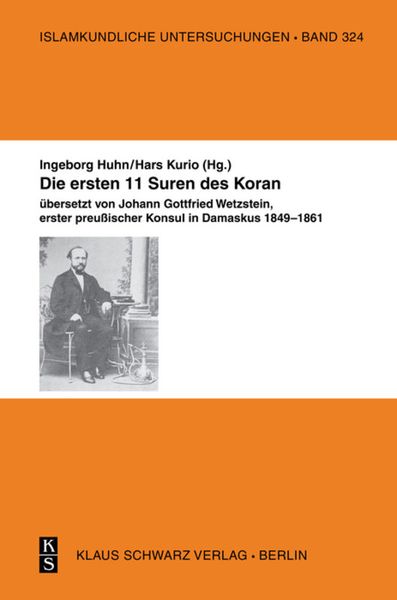 ISLAMKUNDLICHE UNTERSUCHUNGEN • BAND 324
Ingeborg Huhn/Hars Kurio (Hg.)
Die ersten 11 Suren des Koran
übersetzt von Johann Gottfried Wetzstein,
erster preußischer Konsul in Damaskus 1849–1861
K
S
KLAUS SCHWARZ VERLAG • BERLIN